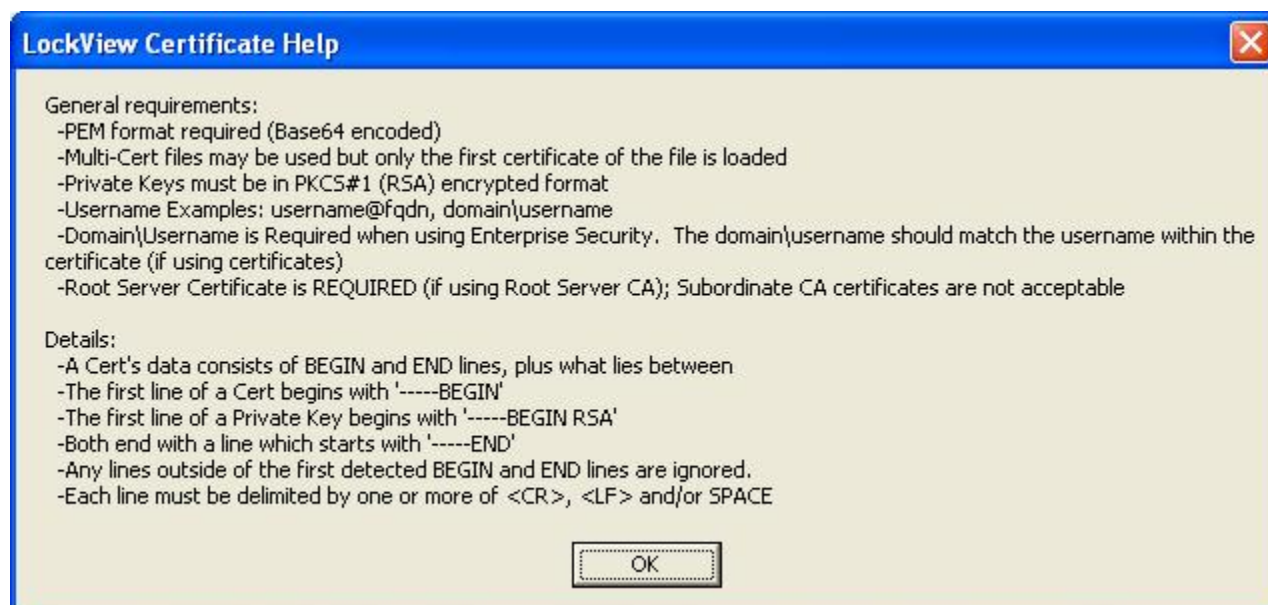 LockView Certificate Help
General requirements:
-PEM format required (Base64 encoded)
-Multi-Cert files may be used but only the first certificate of the file is loaded
-Private Keys must be in PKCS#1 (RSA) encrypted format
-Username Examples: username@fqdn, domain\username
-Domain\Username is Required when using Enterprise Security.  The domain\username should match the username within the
certificate (if using certificates)
-Root Server Certificate is REQUIRED (if using Root Server CA); Subordinate CA certificates are not acceptable
Details:
-A Cert's data consists of BEGIN and END lines, plus what lies between
-The first line of a Cert begins with '-----BEGIN'
-The first line of a Private Key begins with '-----BEGIN RSA'
-Both end with a line which starts with '-----END'
-Any lines outside of the first detected BEGIN and END lines are ignored.
-Each line must be delimited by one or more of <CR>, <LF> and/or SPACE
OK